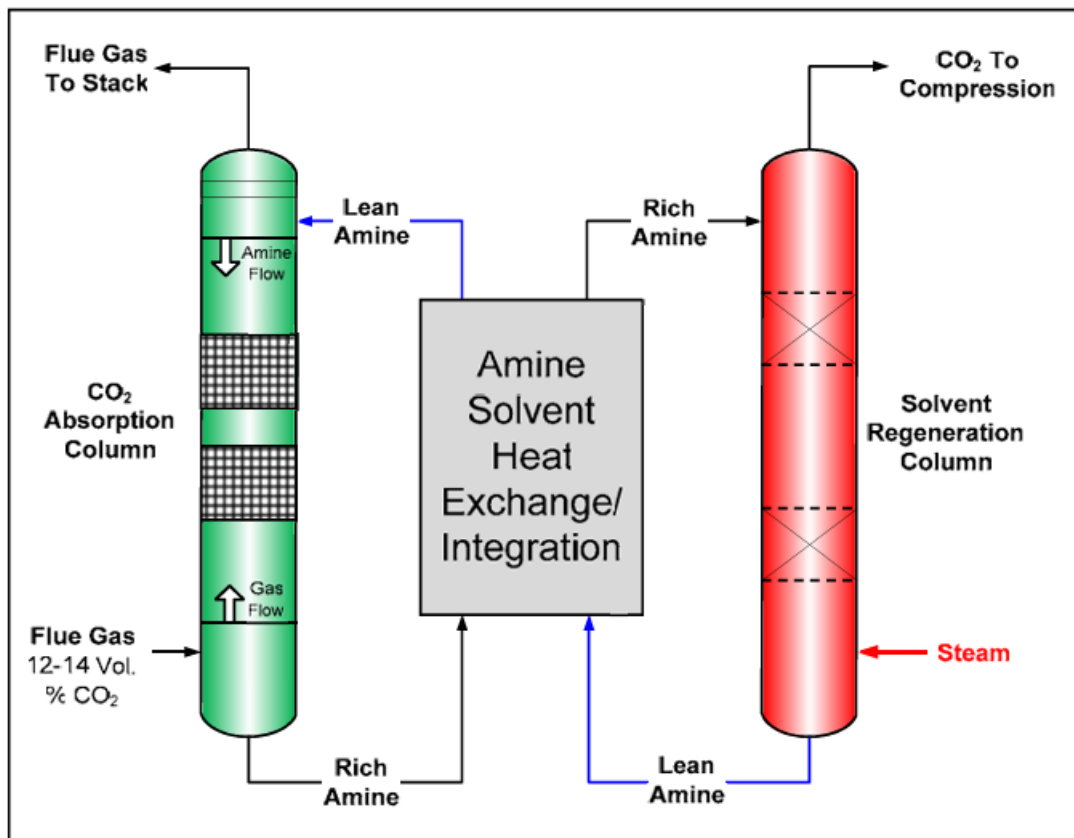 Flue Gas
To Stack
CO₂ To
Compression
Lean
Amine
Rich
Amine
Amine
Flow
CO₂
Absorption
Column
Amine
Solvent
Heat
Exchange/
Integration
Solvent
Regeneration
Column
Gas
Flow
Flue Gas
12-14 Vol.
% CO₂
Steam
Rich
Amine
Lean
Amine